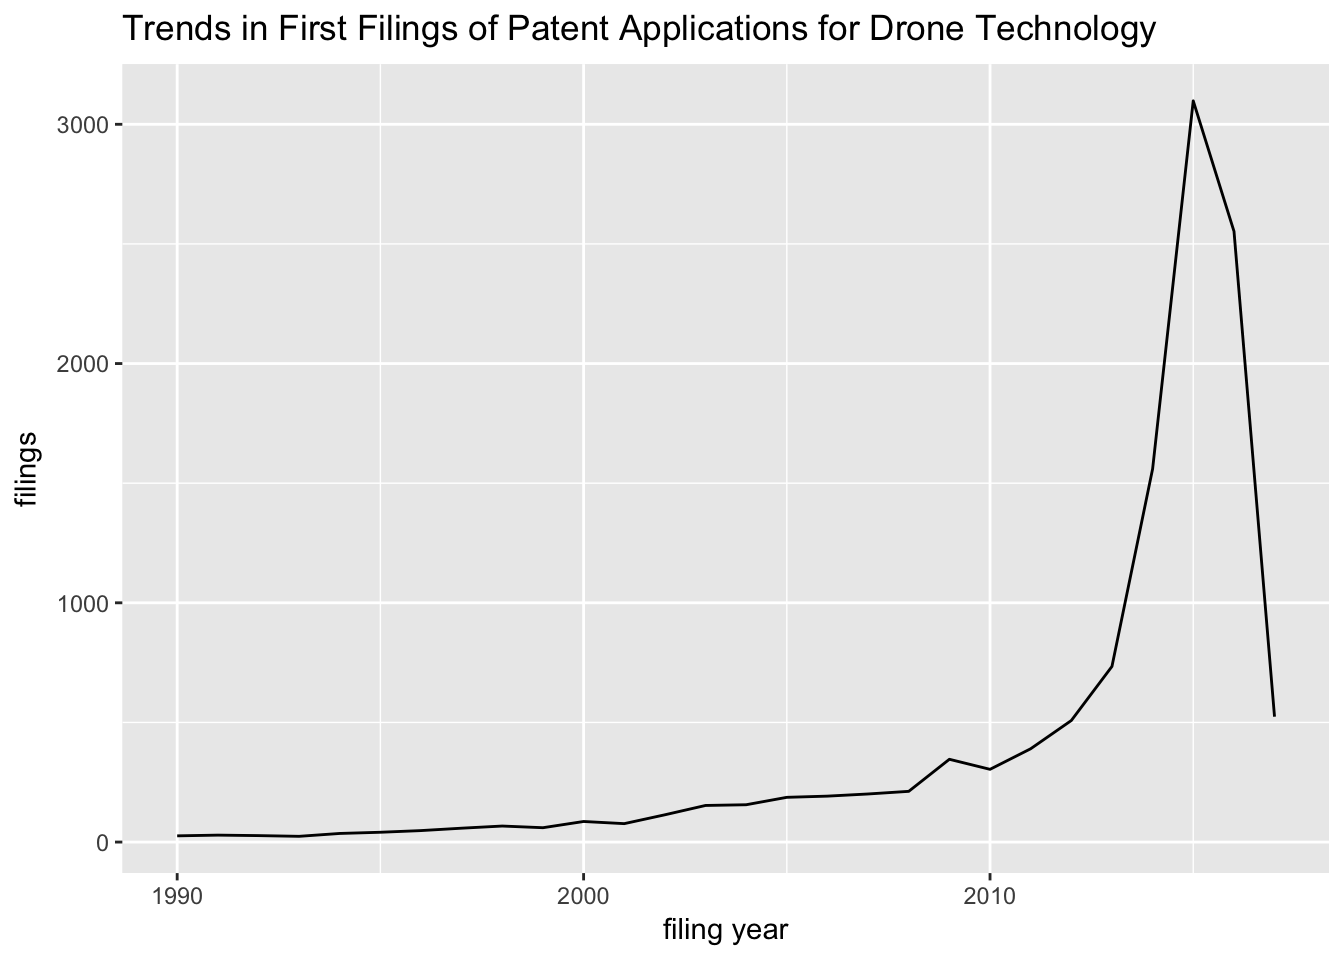 Trends in First Filings of Patent Applications for Drone Technology
3000
2000
1000
0
filings
1990
2000
2010
filing year